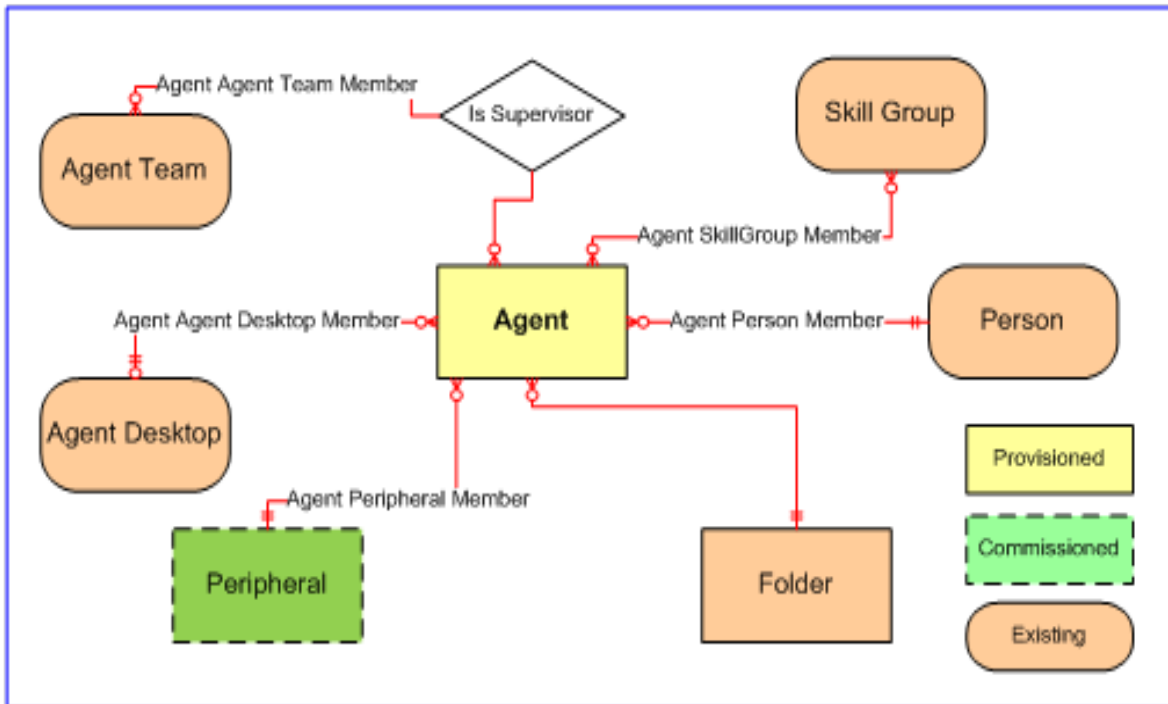 Agent Agent Team Member
Is Supervisor
Skill Group
Agent Team
Agent SkillGroup Member
Agent Agent Desktop Member
Agent
Agent Person Member
Person
Agent Desktop
Provisioned
Agent Peripheral Member
Commissioned
Peripheral
Folder
Existing